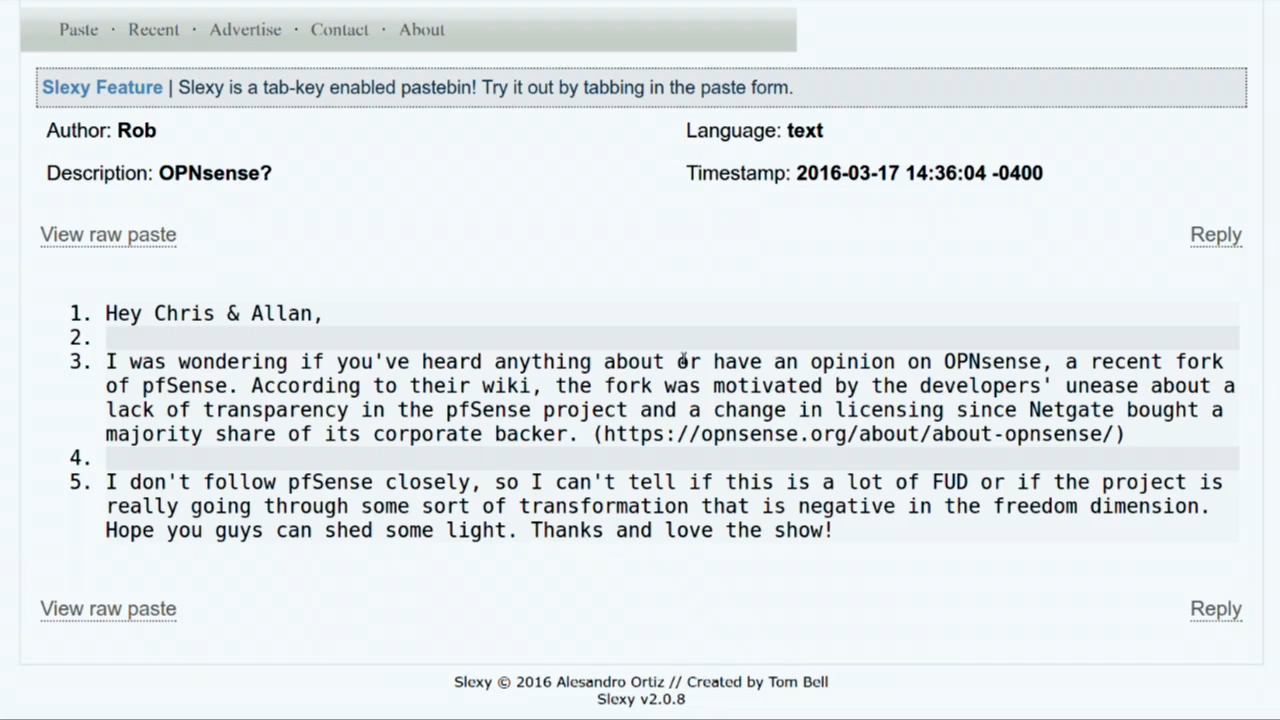 Paste · Recent · Advertise · Contact · About
Slexy Feature | Slexy is a tab-key enabled pastebin! Try it out by tabbing in the paste form.
Author: Rob
Language: text
Description: OPNsense?
Timestamp: 2016-03-17 14:36:04 -0400
View raw paste
Reply
1. Hey Chris & Allan,
2.
3. I was wondering if you've heard anything about or have an opinion on OPNsense, a recent fork
of pfSense. According to their wiki, the fork was motivated by the developers' unease about a
lack of transparency in the pfSense project and a change in licensing since Netgate bought a
majority share of its corporate backer. (https://opnsense.org/about/about-opnsense/)
4.
5. I don't follow pfSense closely, so I can't tell if this is a lot of FUD or if the project is
really going through some sort of transformation that is negative in the freedom dimension.
Hope you guys can shed some light. Thanks and love the show!
View raw paste
Reply
Slexy © 2016 Alesandro Ortiz // Created by Tom Bell
Slexy v2.0.8